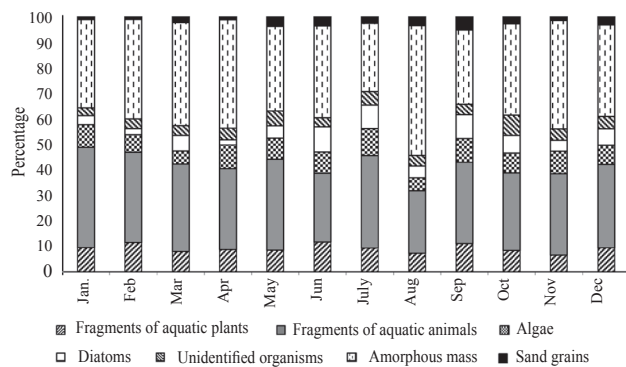 100
90
80
70
60
50
40
30
20
10
0
Percentage
Jan.
Feb
Mar
Apr
May
Jun
July
Aug
Sep
Oct
Nov
Dec
Fragments of aquatic plants
Fragments of aquatic animals
Algae
Diatoms
Unidentified organisms
Amorphous mass
Sand grains